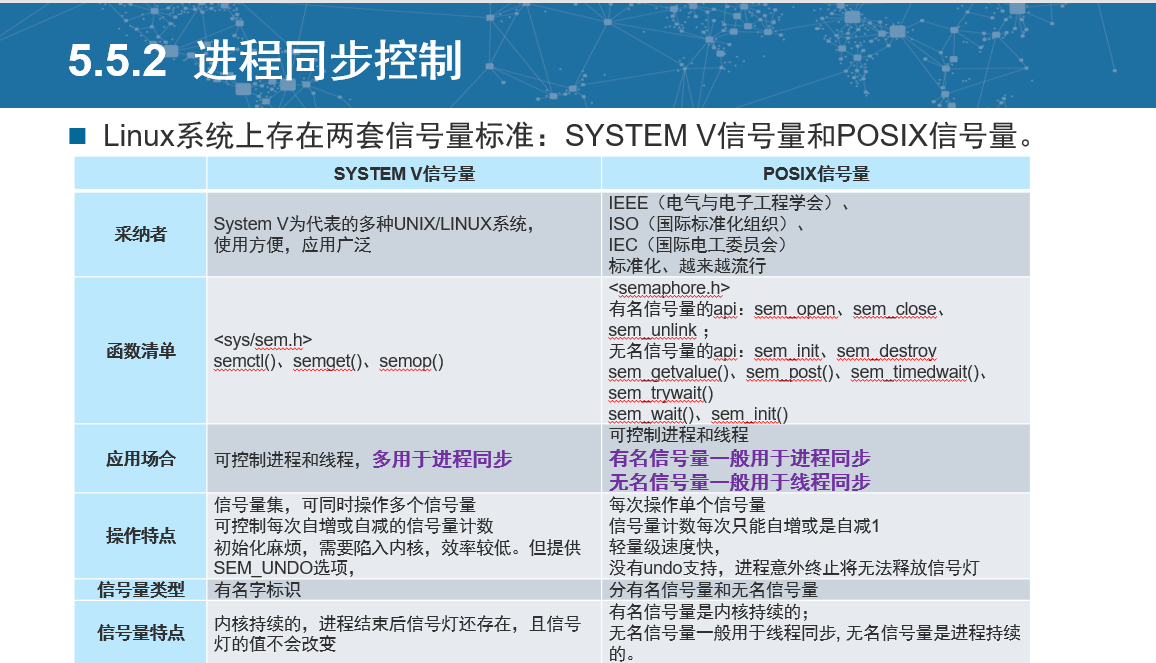 5.5.2 进程同步控制
Linux系统上存在两套信号量标准：SYSTEM V信号量和POSIX信号量。
SYSTEM V信号量
POSIX信号量
采纳者
System V为代表的多种UNIX/LINUX系统，
使用方便，应用广泛
IEEE（电气与电子工程学会）、
ISO（国际标准化组织）、
IEC（国际电工委员会）
标准化、越来越流行
函数清单
<sys/sem.h>
semctl()、semget()、semop()
<semaphore.h>
有名信号量的api：sem_open、sem_close、
sem_unlink ；
无名信号量的api：sem_init、sem_destroy
sem_getvalue()、sem_post()、sem_timedwait()、
sem_trywait()
sem_wait()、sem_init()
应用场合
可控制进程和线程，多用于进程同步
可控制进程和线程
有名信号量一般用于进程同步
无名信号量一般用于线程同步
操作特点
信号量集，可同时操作多个信号量
可控制每次自增或自减的信号量计数
初始化麻烦，需要陷入内核，效率较低。但提供
SEM_UNDO选项，
每次操作单个信号量
信号量计数每次只能自增或是自减1
轻量级速度快，
没有undo支持，进程意外终止将无法释放信号灯
信号量类型
有名字标识
分有名信号量和无名信号量
信号量特点
内核持续的，进程结束后信号灯还存在，且信号
灯的值不会改变
有名信号量是内核持续的；
无名信号量一般用于线程同步, 无名信号量是进程持续
的。